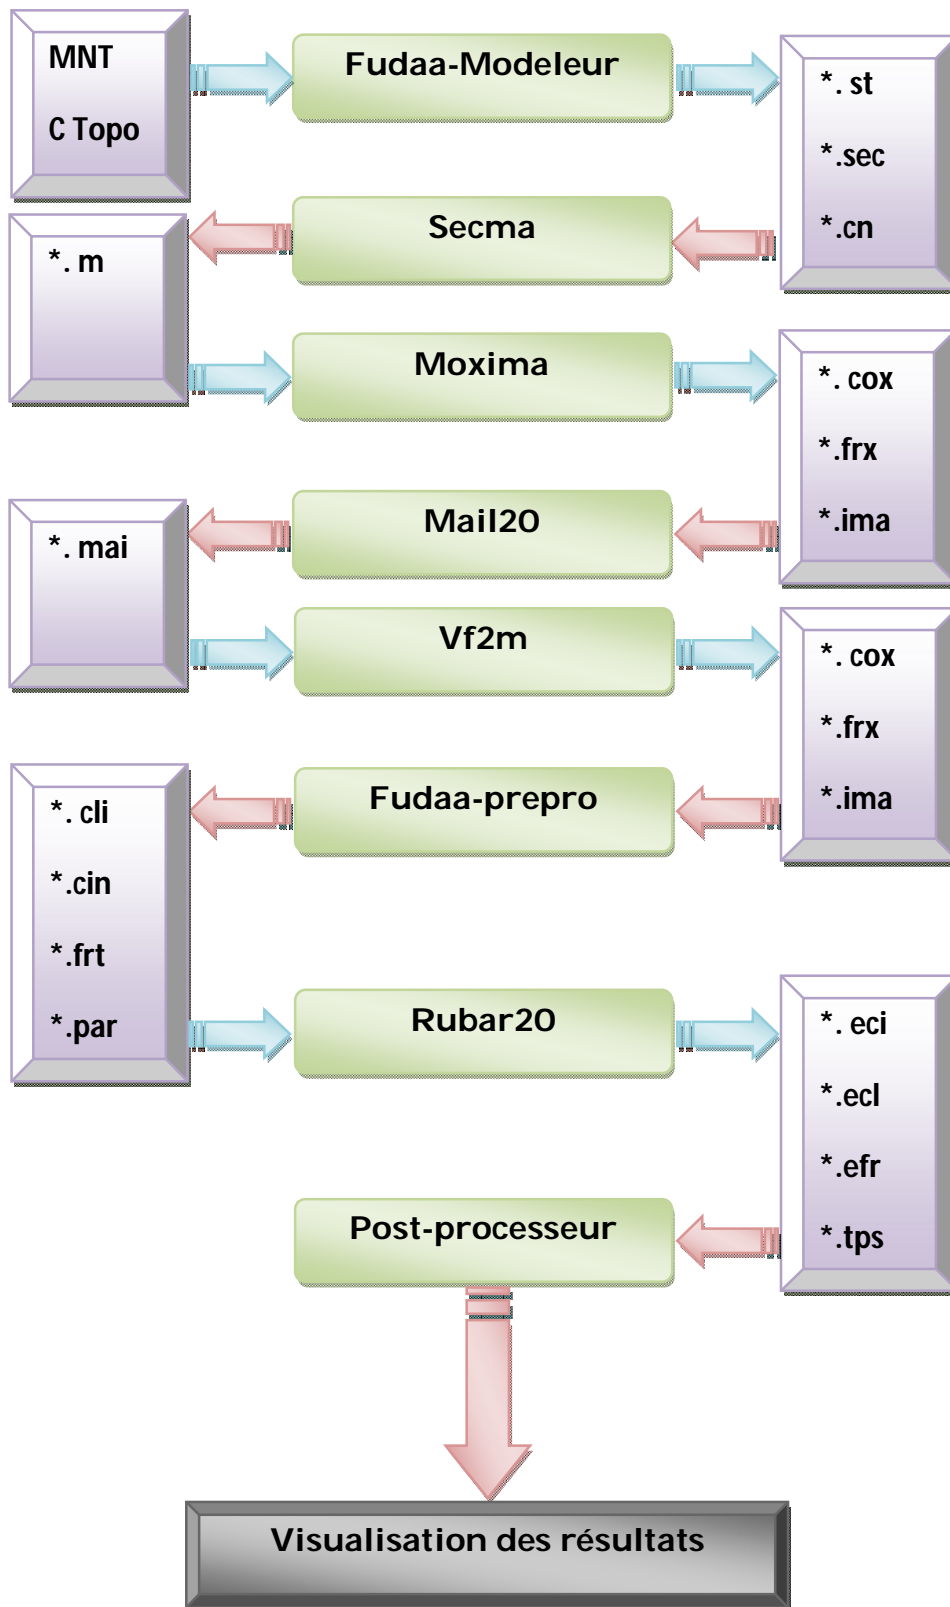 MNT
C Topo
Fudaa-Modeleur
*. st
*.sec
*.cn
Secma
*. m
Moxima
*. cox
*.frx
*.ima
Mail20
*. mai
Vf2m
*. cox
*.frx
*.ima
Fudaa-prepro
*. cli
*.cin
*.frt
*.par
Rubar20
*. eci
*.ecl
*.efr
*.tps
Post-processeur
Visualisation des résultats